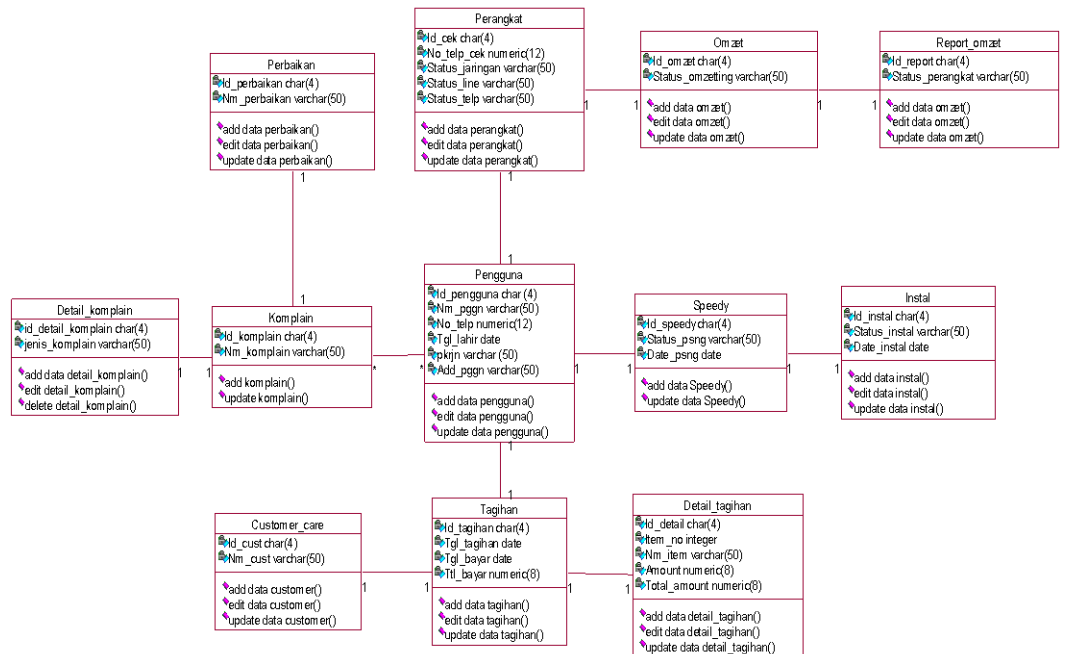 Perangkat
Id_cek char(4)
No_telp_cek numeric(12)
Status_jaringan varchar(50)
Status_line varchar(50)
Status_telp varchar(50)
add data perangkat()
edit data perangkat()
update data perangkat()
1
1
Omzet
Id_omzet char(4)
Status_omzetting varchar(50)
add data omzet()
edit data omzet()
update data omzet()
1
1
Report_omzet
Id_report char(4)
Status_perangkat varchar(50)
add data omzet()
edit data omzet()
update data omzet()
1
Perbaikan
Id_perbaikan char(4)
Nm_perbaikan varchar(50)
add data perbaikan()
edit data perbaikan()
update data perbaikan()
1
Detail_komplain
id_detail_komplain char(4)
jenis_komplain varchar(50)
add data detail_komplain()
edit detail_komplain()
delete detail_komplain()
1
1
Komplain
Id_komplain char(4)
Nm_komplain varchar(50)
add komplain()
update komplain()
1
*
1
Pengguna
Id_pengguna char (4)
Nm_pggn varchar(50)
No_telp numeric(12)
Tgl_lahir date
pkrjn varchar (50)
Add_pggn varchar(50)
add data pengguna()
edit data pengguna()
update data pengguna()
*
1
1
Speedy
Id_speedy char(4)
Status_psng varchar(50)
Date_psng date
add data Speedy()
update data Speedy()
1
1
Instal
Id_instal char(4)
Status_instal varchar(50)
Date_instal date
add data instal()
edit data instal()
update data instal()
1
Customer_care
Id_cust char(4)
Nm_cust varchar(50)
add data customer()
edit data customer()
update data customer()
1
1
Tagihan
Id_tagihan char(4)
Tgl_tagihan date
Tgl_bayar date
Ttl_bayar numeric(8)
add data tagihan()
edit data tagihan()
update data tagihan()
1
1
Detail_tagihan
Id_detail char(4)
Item_no integer
Nm_item varchar(50)
Amount numeric(8)
Total_amount numeric(8)
add data detail_tagihan()
edit data detail_tagihan()
update data detail_tagihan()
1